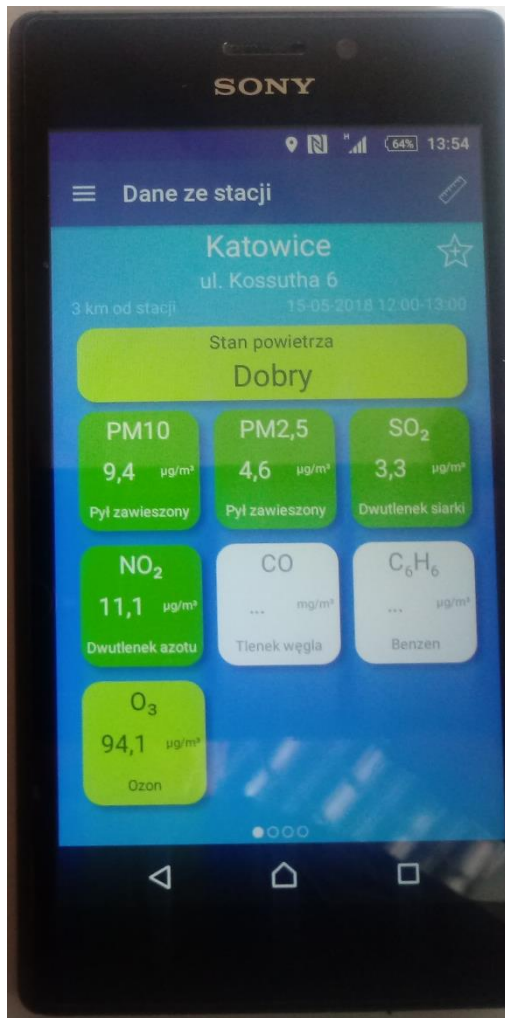 SONY
H 64% 13:54
Dane ze stacji
Katowice
ul. Kossutha 6
3 km od stacji 15-05-2018 12:00-13:00
Stan powietrza
Dobry
PM10 PM2,5 SO₂
9,4 µg/m³ 4,6 µg/m³ 3,3 µg/m³
Pył zawieszony Pył zawieszony Dwutlenek siarki
NO₂ CO C₆H₆
11,1 µg/m³ ... mg/m³ ... µg/m³
Dwutlenek azotu Tlenek węgla Benzen
O₃
94,1 µg/m³
Ozon